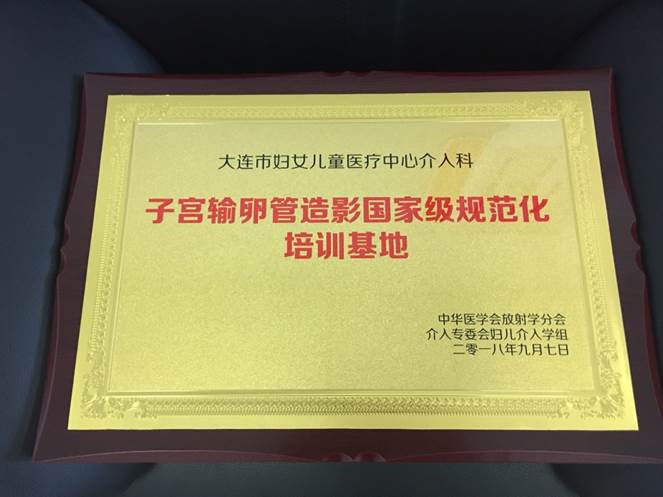 大连市妇女儿童医疗中心介入科
子宫输卵管造影国家级规范化
培训基地
中华医学会放射学分会
介入专委会妇儿介入学组
二零一八年九月七日